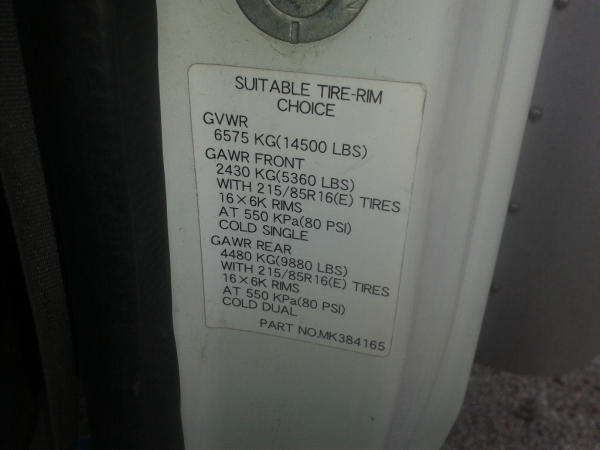 SUITABLE TIRE-RIM
CHOICE
GVWR
6575 KG(14500 LBS)
GAWR FRONT
2430 KG(5360 LBS)
WITH 215/85R16(E) TIRES
16×6K RIMS
AT 550 KPa(80 PSI)
COLD SINGLE
GAWR REAR
4480 KG(9880 LBS)
WITH 215/85R16(E) TIRES
16×6K RIMS
AT 550 KPa(80 PSI)
COLD DUAL
PART NO.MK384165